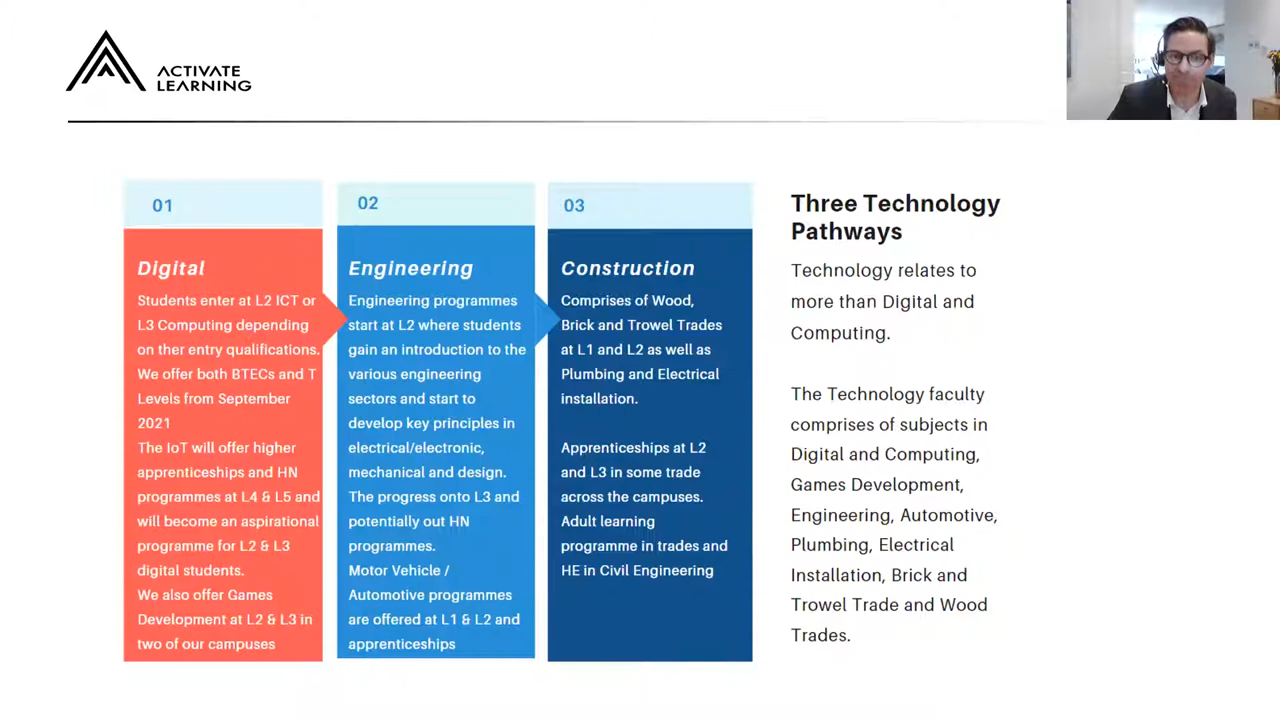 ACTIVATE
LEARNING
01
Digital
Students enter at L2 ICT or
L3 Computing depending
on ther entry qualifications.
We offer both BTECs and T
Levels from September
2021
The IoT will offer higher
apprenticeships and HN
programmes at L4 & L5 and
will become an aspirational
programme for L2 & L3
digital students.
We also offer Games
Development at L2 & L3 in
two of our campuses
02
Engineering
Engineering programmes
start at L2 where students
gain an introduction to the
various engineering
sectors and start to
develop key principles in
electrical/electronic,
mechanical and design.
The progress onto L3 and
potentially out HN
programmes.
Motor Vehicle /
Automotive programmes
are offered at L1 & L2 and
apprenticeships
03
Construction
Comprises of Wood,
Brick and Trowel Trades
at L1 and L2 as well as
Plumbing and Electrical
installation.
Apprenticeships at L2
and L3 in some trade
across the campuses.
Adult learning
programme in trades and
HE in Civil Engineering
Three Technology
Pathways
Technology relates to
more than Digital and
Computing.
The Technology faculty
comprises of subjects in
Digital and Computing,
Games Development,
Engineering, Automotive,
Plumbing, Electrical
Installation, Brick and
Trowel Trade and Wood
Trades.